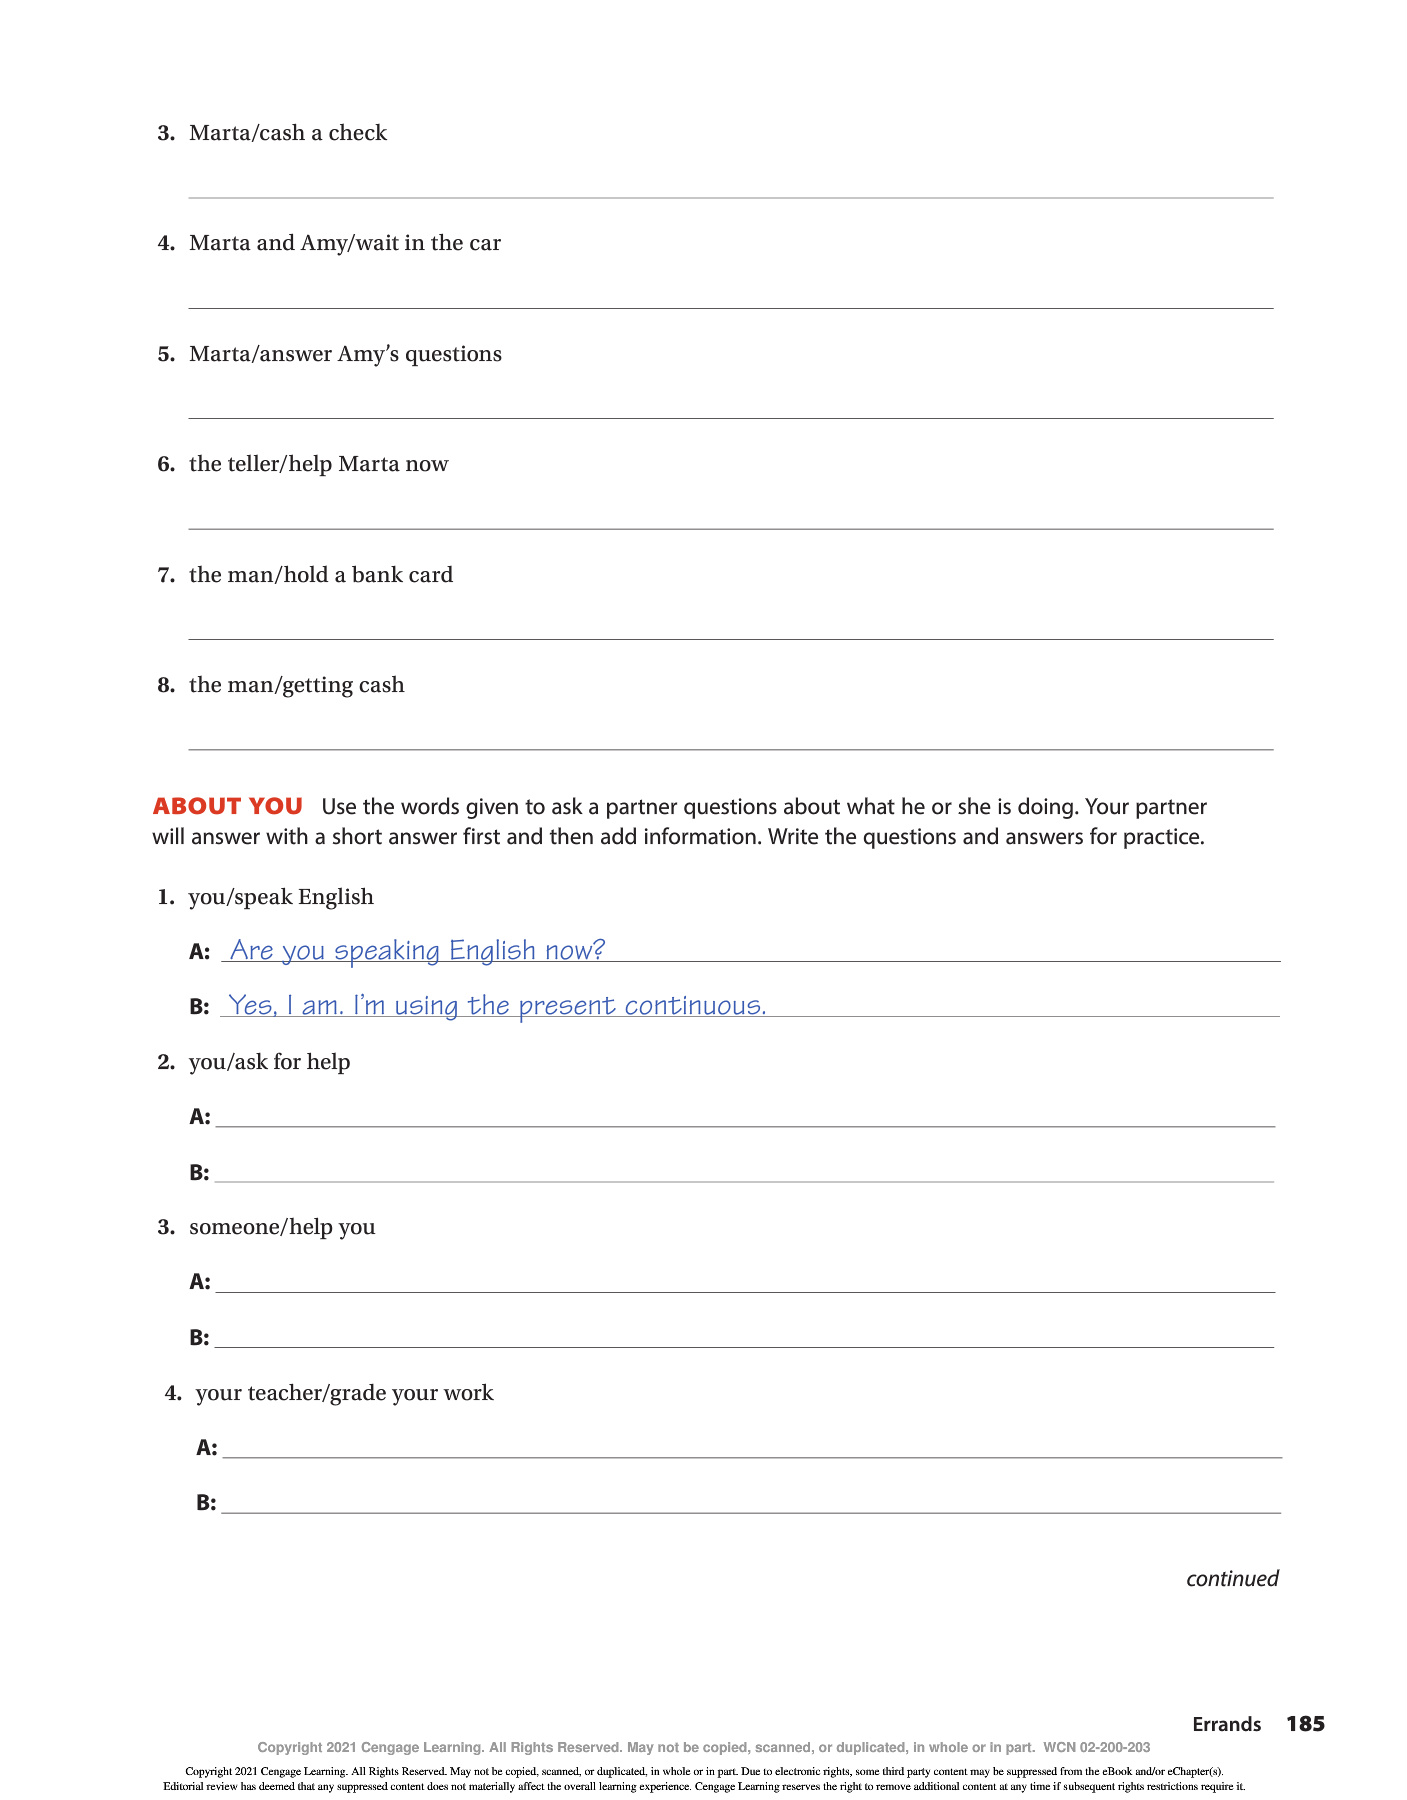 3. Marta/cash a check
4. Marta and Amy/wait in the car
5. Marta/answer Amy's questions
6. the teller/help Marta now
7. the man/hold a bank card
8. the man/getting cash
ABOUT YOU Use the words given to ask a partner questions about what he or she is doing. Your partner
will answer with a short answer first and then add information. Write the questions and answers for practice.
1. you/speak English
A: Are you speaking English now?
B: Yes, I am. I'm using the present continuous.
2. you/ask for help
A:
B:
3. someone/help you
A:
B:
4. your teacher/grade your work
A:
B:
continued
Errands 185
Copyright 2021 Cengage Learning. All Rights Reserved. May not be copied, scanned, or duplicated, in whole or in part. WCN 02-200-203
Copyright 2021 Cengage Learning. All Rights Reserved. May not be copied, scanned, or duplicated, in whole or in part. Due to electronic rights, some third party content may be suppressed from the eBook and/or eChapter(s).
Editorial review has deemed that any suppressed content does not materially affect the overall learning experience. Cengage Learning reserves the right to remove additional content at any time if subsequent rights restrictions require it.